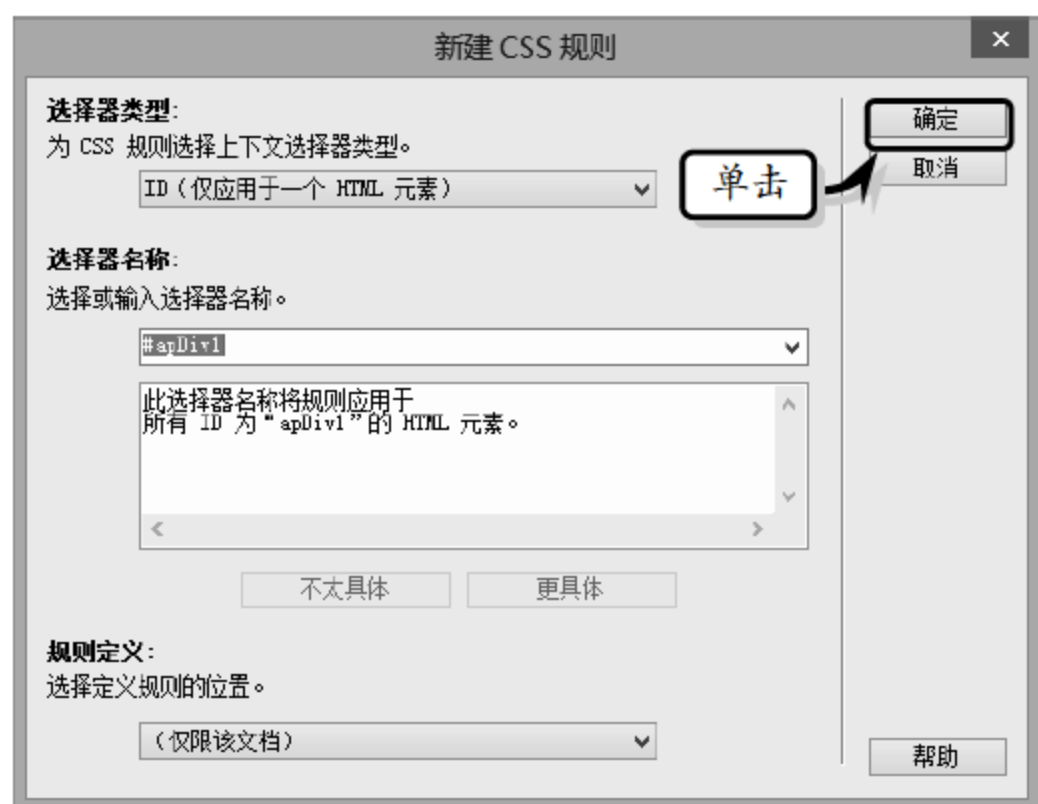 新建 CSS 规则
选择器类型:
为 CSS 规则选择上下文选择器类型。
ID（仅应用于一个 HTML 元素）
确定
取消
单击
选择器名称:
选择或输入选择器名称。
#apDiv1
此选择器名称将规则应用于
所有 ID 为“apDiv1”的 HTML 元素。
不太具体
更具体
规则定义:
选择定义规则的位置。
（仅限该文档）
帮助